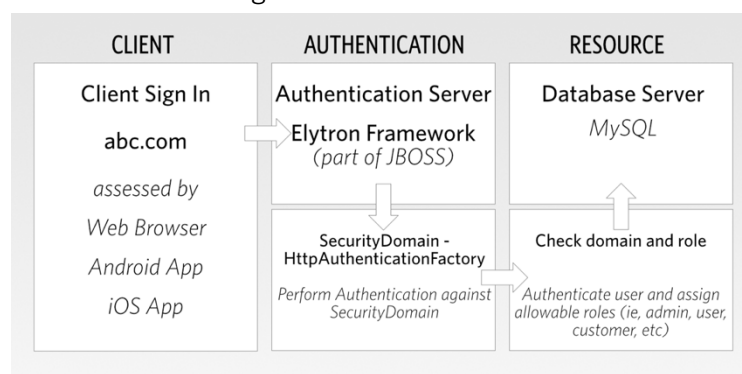 CLIENT
Client Sign In
abc.com
assessed by
Web Browser
Android App
iOS App
AUTHENTICATION
Authentication Server
Elytron Framework
(part of JBOSS)
SecurityDomain -
HttpAuthenticationFactory
Perform Authentication against
SecurityDomain
RESOURCE
Database Server
MySQL
Check domain and role
Authenticate user and assign
allowable roles (ie, admin, user,
customer, etc)